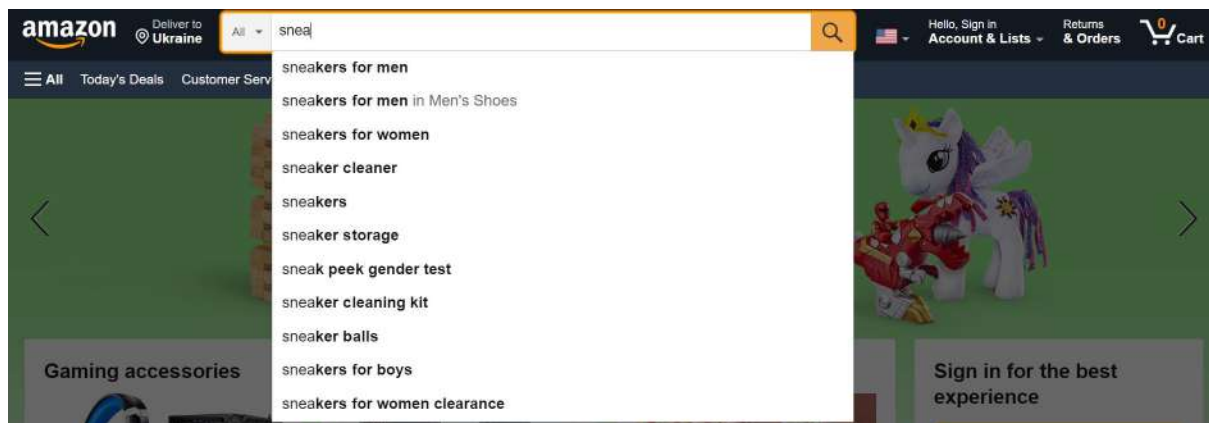 amazon
Deliver to
Ukraine
All
snea
Hello, Sign in
Account & Lists
Returns
& Orders
0
Cart
All Today's Deals Customer Serv
sneakers for men
sneakers for men in Men's Shoes
sneakers for women
sneaker cleaner
sneakers
sneaker storage
sneak peek gender test
sneaker cleaning kit
sneaker balls
sneakers for boys
sneakers for women clearance
Gaming accessories
Sign in for the best
experience